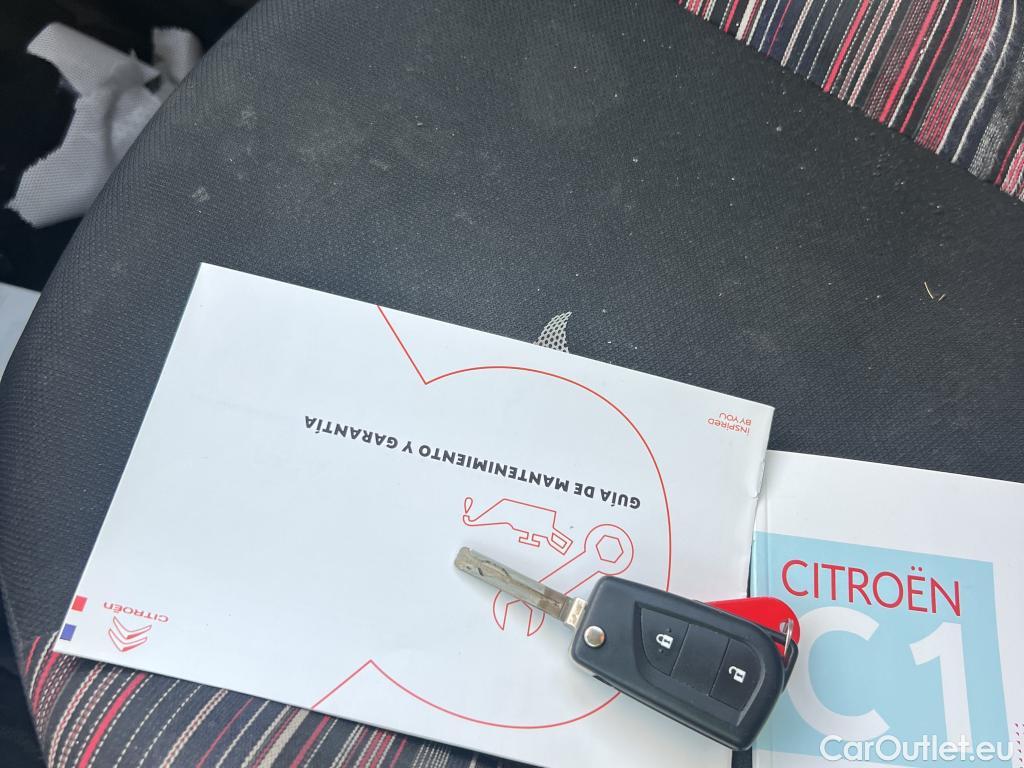 GUÍA DE MANTENIMIENTO Y GARANTÍA
INSPIRED
BY YOU
CITROËN
CITROËN
C1
CarOutlet.eu